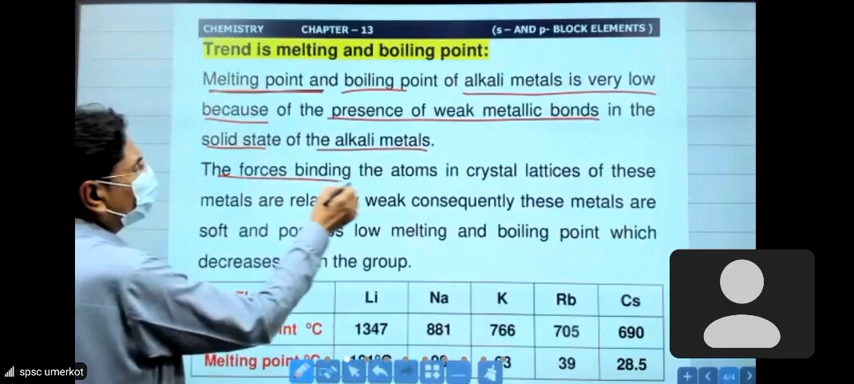 CHEMISTRY CHAPTER – 13 (s – AND p- BLOCK ELEMENTS )
Trend is melting and boiling point:
Melting point and boiling point of alkali metals is very low
because of the presence of weak metallic bonds in the
solid state of the alkali metals.
The forces binding the atoms in crystal lattices of these
metals are weak consequently these metals are
soft and low melting and boiling point which
decreases the group.
Li Na K Rb Cs
°C 1347 881 766 705 690
Melting point 39 28.5
spsc umerkot
4/4